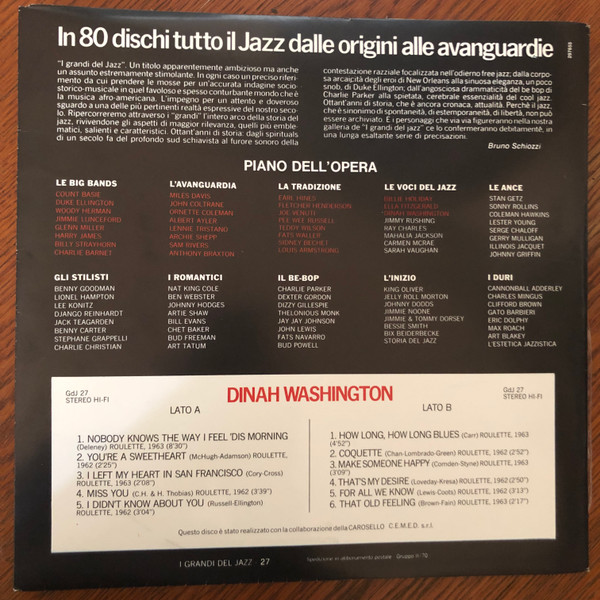 In 80 dischi tutto il Jazz dalle origini alle avanguardie
"I grandi del Jazz". Un titolo apparentemente ambizioso ma anche
un assunto estremamente stimolante. In ogni caso un preciso riferi-
mento da cui prendere le mosse per un'accurata indagine socio-
storico-musicale in quel favoloso e spesso conturbante mondo che è
la musica afro-americana. L'impegno per un attento e doveroso
sguardo a una delle più pertinenti realtà espressive del nostro seco-
lo. Ripercorreremo attraverso i "grandi" l'intero arco della storia del
jazz, rivivendone gli aspetti di maggior rilevanza, quelli più emble-
matici, salienti e caratteristici. Ottant'anni di storia: dagli spirituals
di un secolo fa del profondo sud schiavista al furore sonoro della
contestazione razziale focalizzata nell'odierno free jazz; dalla corpo-
sa arcaicità degli eroi di New Orleans alla sinuosa eleganza, un poco
snob, di Duke Ellington; dall'angosciosa drammaticità del be bop di
Charlie Parker alla spigliata, cerebrale essenzialità del cool jazz.
Ottant'anni di storia, che è ancora cronaca, attualità. Perché il jazz,
che è sinonimo di spontaneità, di estemporaneità, di libertà, non può
essere archiviato. E i personaggi che via via figureranno nella nostra
galleria de "I grandi del jazz" ce lo confermeranno debitamente, in
una lunga esaltante serie di precisazioni.
Bruno Schiozzi
PIANO DELL'OPERA
LE BIG BANDS
COUNT BASIE
DUKE ELLINGTON
WOODY HERMAN
JIMMIE LUNCEFORD
GLENN MILLER
HARRY JAMES
BILLY STRAYHORN
CHARLIE BARNET
L'AVANGUARDIA
MILES DAVIS
JOHN COLTRANE
ORNETTE COLEMAN
ALBERT AYLER
LENNIE TRISTANO
ARCHIE SHEPP
SAM RIVERS
ANTHONY BRAXTON
LA TRADIZIONE
EARL HINES
FLETCHER HENDERSON
JOE VENUTI
PEE WEE RUSSELL
TEDDY WILSON
FATS WALLER
SIDNEY BECHET
LOUIS ARMSTRONG
LE VOCI DEL JAZZ
BILLIE HOLIDAY
ELLA FITZGERALD
DINAH WASHINGTON
JIMMY RUSHING
RAY CHARLES
MAHALIA JACKSON
CARMEN MCRAE
SARAH VAUGHAN
LE ANCE
STAN GETZ
SONNY ROLLINS
COLEMAN HAWKINS
LESTER YOUNG
SERGE CHALOFF
GERRY MULLIGAN
ILLINOIS JACQUET
JOHNNY GRIFFIN
GLI STILISTI
BENNY GOODMAN
LIONEL HAMPTON
LEE KONITZ
DJANGO REINHARDT
JACK TEAGARDEN
BENNY CARTER
STEPHANE GRAPPELLI
CHARLIE CHRISTIAN
I ROMANTICI
NAT KING COLE
BEN WEBSTER
JOHNNY HODGES
ARTIE SHAW
BILL EVANS
CHET BAKER
BUD FREEMAN
ART TATUM
IL BE-BOP
CHARLIE PARKER
DEXTER GORDON
DIZZY GILLESPIE
THELONIOUS MONK
JAY JAY JOHNSON
JOHN LEWIS
FATS NAVARRO
BUD POWELL
L'INIZIO
KING OLIVER
JELLY ROLL MORTON
JOHNNY DODDS
JIMMIE NOONE
JIMMIE & TOMMY DORSEY
BESSIE SMITH
BIX BEIDERBECKE
STORIA DEL JAZZ
I DURI
CANNONBALL ADDERLEY
CHARLES MINGUS
CLIFFORD BROWN
GATO BARBIERI
ERIC DOLPHY
MAX ROACH
ART BLAKEY
L'ESTETICA JAZZISTICA
GdJ 27
STEREO HI-FI
DINAH WASHINGTON
GdJ 27
STEREO HI-FI
LATO A
1. NOBODY KNOWS THE WAY I FEEL 'DIS MORNING
(Deleney) ROULETTE, 1963 (8'30")
2. YOU'RE A SWEETHEART (McHugh-Adamson) ROULETTE,
1962 (2'25")
3. I LEFT MY HEART IN SAN FRANCISCO (Cory-Cross)
ROULETTE, 1963 (2'08")
4. MISS YOU (C.H. & H. Thobias) ROULETTE, 1962 (3'39")
5. I DIDN'T KNOW ABOUT YOU (Russell-Ellington)
ROULETTE, 1962 (3'04")
LATO B
1. HOW LONG, HOW LONG BLUES (Carr) ROULETTE, 1963
(4'52")
2. COQUETTE (Chan-Lombrado-Green) ROULETTE, 1962 (2'25")
3. MAKE SOMEONE HAPPY (Comden-Styne) ROULETTE,
1963 (2'36")
4. THAT'S MY DESIRE (Loveday-Kresa) ROULETTE, 1962 (2'50")
5. FOR ALL WE KNOW (Lewis-Coots) ROULETTE, 1962 (3'13")
6. THAT OLD FEELING (Brown-Fain) ROULETTE, 1963 (2'17")
Questo disco è stato realizzato con la collaborazione della CAROSELLO C.E.M.E.D. s.r.l.
I GRANDI DEL JAZZ 27
Spedizione in abbonamento postale Gruppo II/70